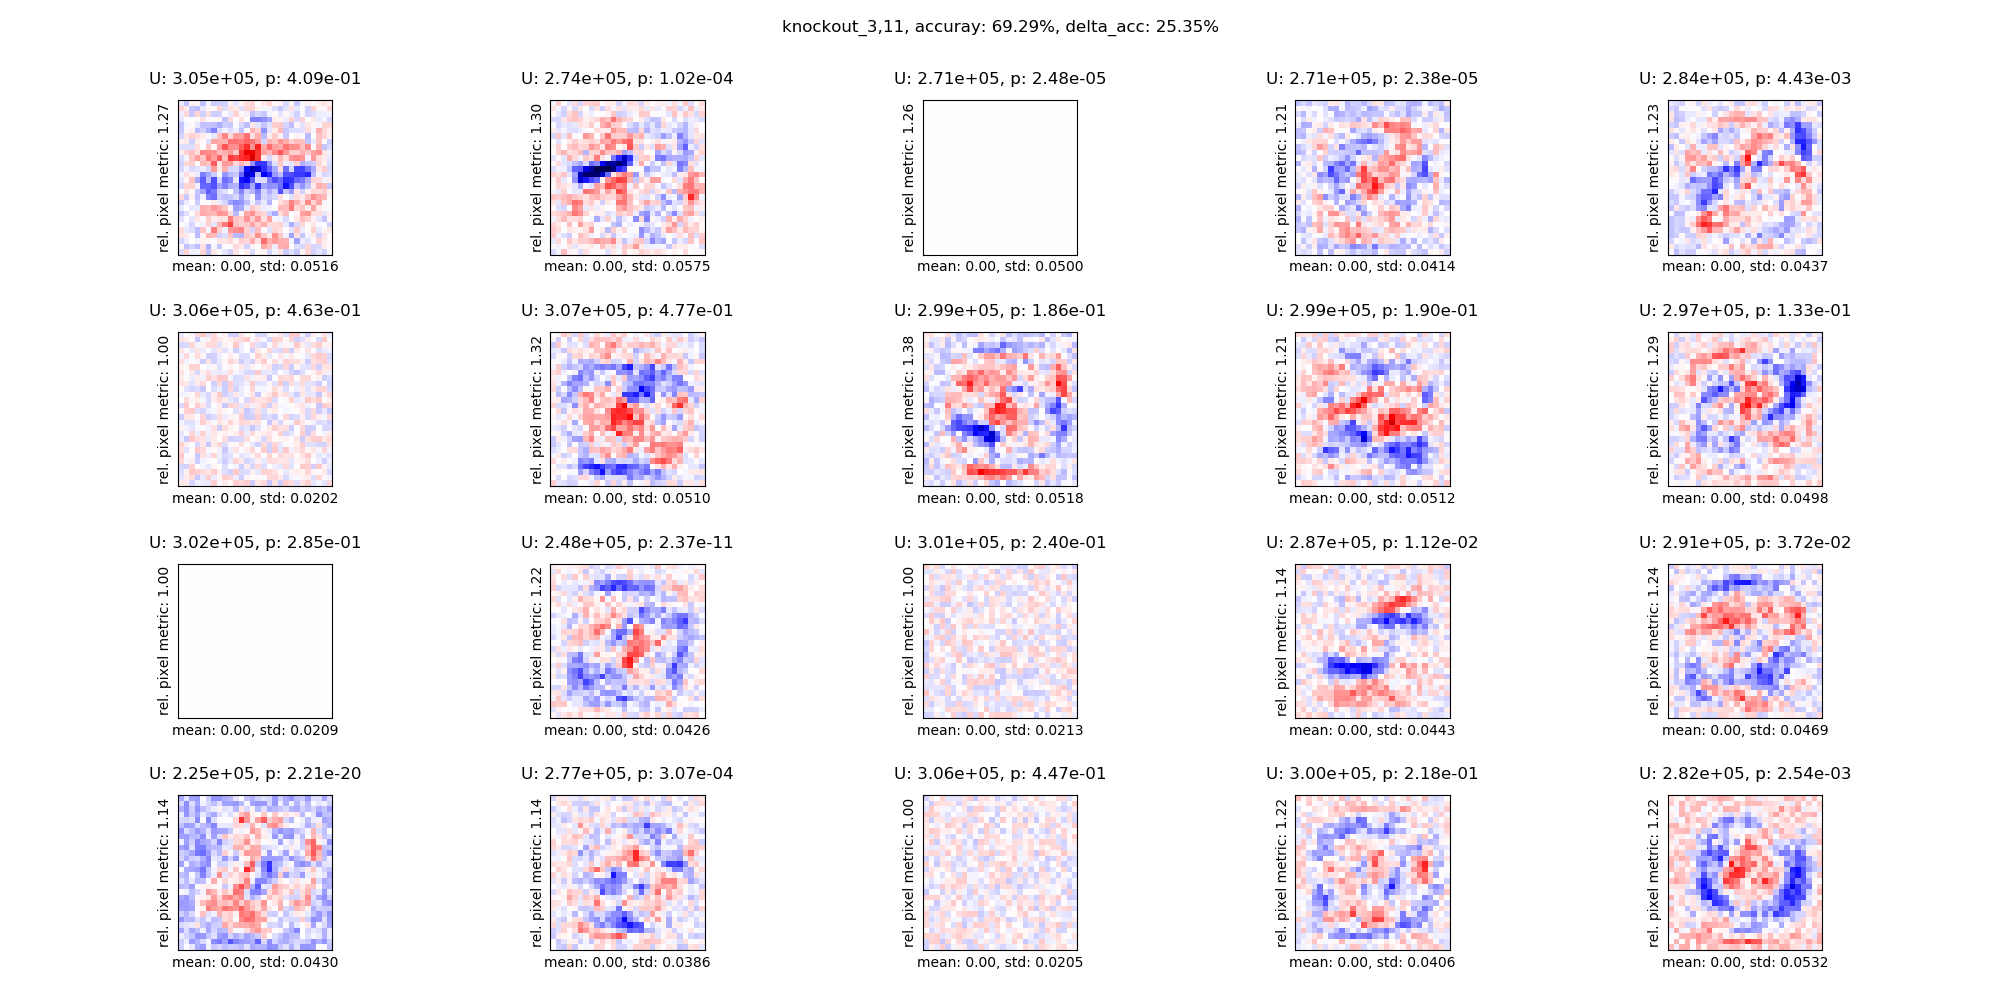 knockout_3,11, accuray: 69.29%, delta_acc: 25.35%
U: 3.05e+05, p: 4.09e-01
rel. pixel metric: 1.27
mean: 0.00, std: 0.0516
U: 2.74e+05, p: 1.02e-04
rel. pixel metric: 1.30
mean: 0.00, std: 0.0575
U: 2.71e+05, p: 2.48e-05
rel. pixel metric: 1.26
mean: 0.00, std: 0.0500
U: 2.71e+05, p: 2.38e-05
rel. pixel metric: 1.21
mean: 0.00, std: 0.0414
U: 2.84e+05, p: 4.43e-03
rel. pixel metric: 1.23
mean: 0.00, std: 0.0437
U: 3.06e+05, p: 4.63e-01
rel. pixel metric: 1.00
mean: 0.00, std: 0.0202
U: 3.07e+05, p: 4.77e-01
rel. pixel metric: 1.32
mean: 0.00, std: 0.0510
U: 2.99e+05, p: 1.86e-01
rel. pixel metric: 1.38
mean: 0.00, std: 0.0518
U: 2.99e+05, p: 1.90e-01
rel. pixel metric: 1.21
mean: 0.00, std: 0.0512
U: 2.97e+05, p: 1.33e-01
rel. pixel metric: 1.29
mean: 0.00, std: 0.0498
U: 3.02e+05, p: 2.85e-01
rel. pixel metric: 1.00
mean: 0.00, std: 0.0209
U: 2.48e+05, p: 2.37e-11
rel. pixel metric: 1.22
mean: 0.00, std: 0.0426
U: 3.01e+05, p: 2.40e-01
rel. pixel metric: 1.00
mean: 0.00, std: 0.0213
U: 2.87e+05, p: 1.12e-02
rel. pixel metric: 1.14
mean: 0.00, std: 0.0443
U: 2.91e+05, p: 3.72e-02
rel. pixel metric: 1.24
mean: 0.00, std: 0.0469
U: 2.25e+05, p: 2.21e-20
rel. pixel metric: 1.14
mean: 0.00, std: 0.0430
U: 2.77e+05, p: 3.07e-04
rel. pixel metric: 1.14
mean: 0.00, std: 0.0386
U: 3.06e+05, p: 4.47e-01
rel. pixel metric: 1.00
mean: 0.00, std: 0.0205
U: 3.00e+05, p: 2.18e-01
rel. pixel metric: 1.22
mean: 0.00, std: 0.0406
U: 2.82e+05, p: 2.54e-03
rel. pixel metric: 1.22
mean: 0.00, std: 0.0532